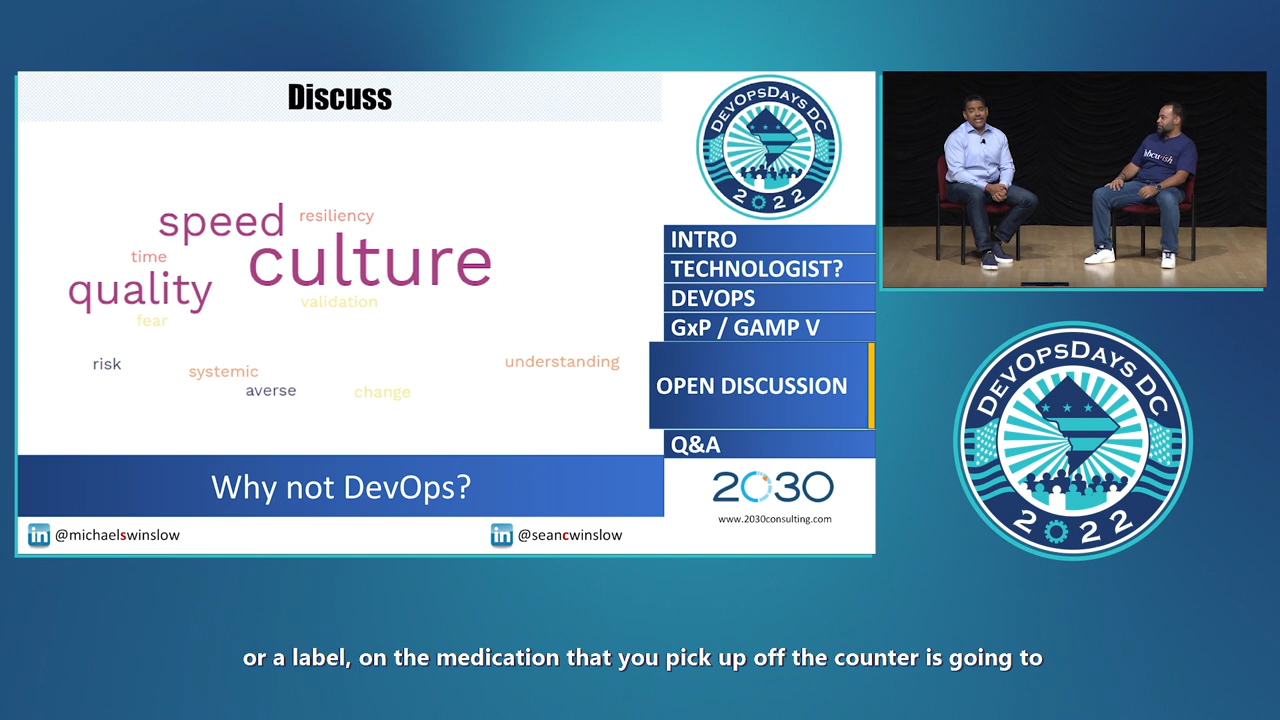 Discuss
speed
resiliency
culture
time
quality
validation
fear
risk
systemic
averse
change
understanding
Why not DevOps?
@michaelswinslow
@seancwinslow
DEVOPSDAYS DC
2022
INTRO
TECHNOLOGIST?
DEVOPS
GxP / GAMP V
OPEN DISCUSSION
Q&A
2030
www.2030consulting.com
hbcuish
DEVOPSDAYS DC
2022
or a label, on the medication that you pick up off the counter is going to